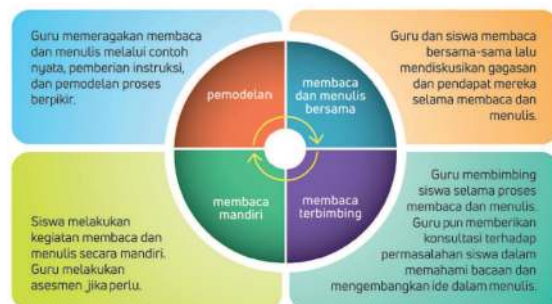 Guru memeragakan membaca
dan menulis melalui contoh
nyata, pemberian instruksi,
dan pemodelan proses
berpikir.
Guru dan siswa membaca
bersama-sama lalu
mendiskusikan gagasan
dan pendapat mereka
selama membaca dan
menulis.
pemodelan
membaca
dan menulis
bersama
membaca
mandiri
membaca
terbimbing
Siswa melakukan
kegiatan membaca dan
menulis secara mandiri.
Guru melakukan
asesmen jika perlu.
Guru membimbing
siswa selama proses
membaca dan menulis.
Guru pun memberikan
konsultasi terhadap
permasalahan siswa dalam
memahami bacaan dan
mengembangkan ide dalam menulis.